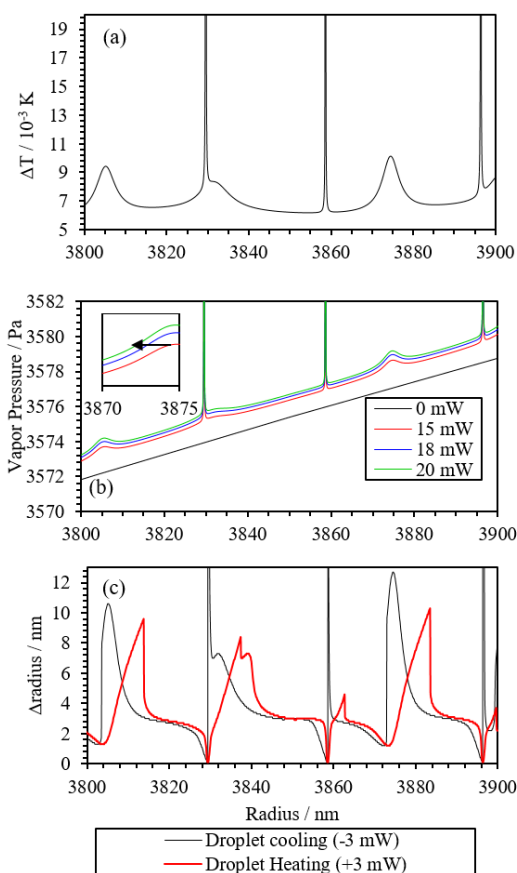 (a)
ΔT / 10⁻³ K
19
17
15
13
11
9
7
5
3800 3820 3840 3860 3880 3900
Vapor Pressure / Pa
3582
3580
3578
3576
3574
3572
3570
3870 3875
0 mW
15 mW
18 mW
20 mW
(b)
3800 3820 3840 3860 3880 3900
(c)
Δradius / nm
12
10
8
6
4
2
0
3800 3820 3840 3860 3880 3900
Radius / nm
Droplet cooling (-3 mW)
Droplet Heating (+3 mW)